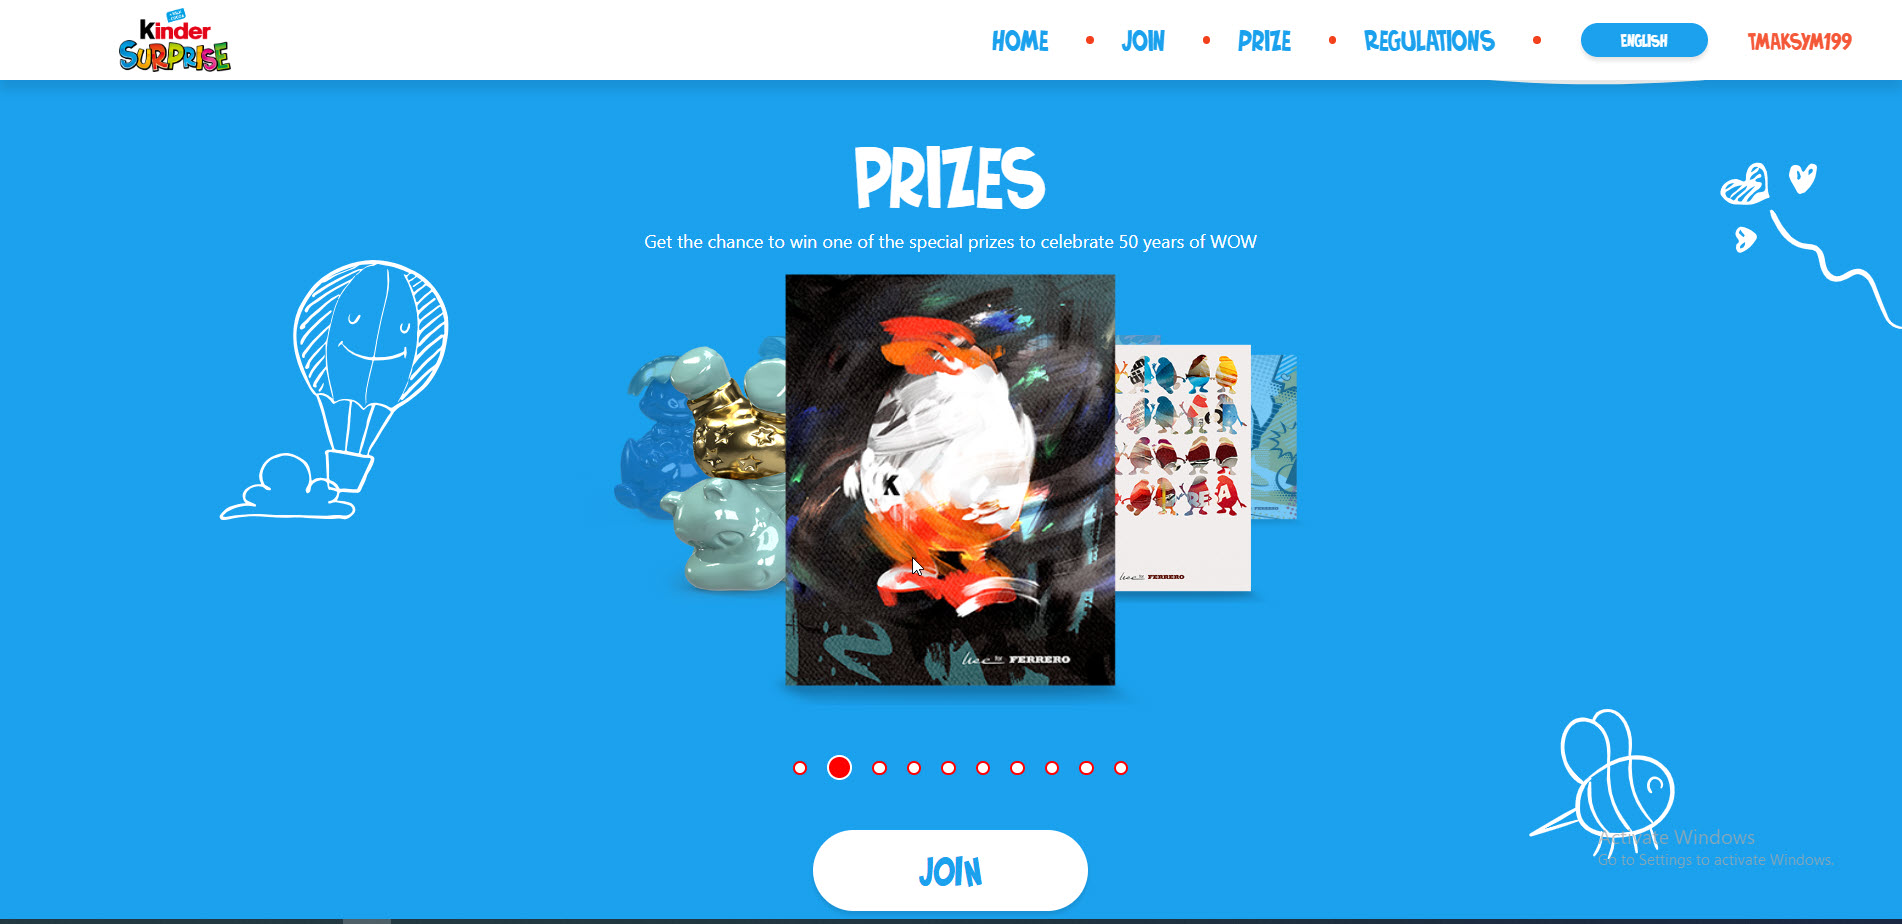 Kinder
SURPRISE
HOME
JOIN
PRIZE
REGULATIONS
ENGLISH
TMAKSYM199
PRIZES
Get the chance to win one of the special prizes to celebrate 50 years of WOW
K
FERRERO
FERRERO
FERRERO
JOIN
Activate Windows
Go to Settings to activate Windows.